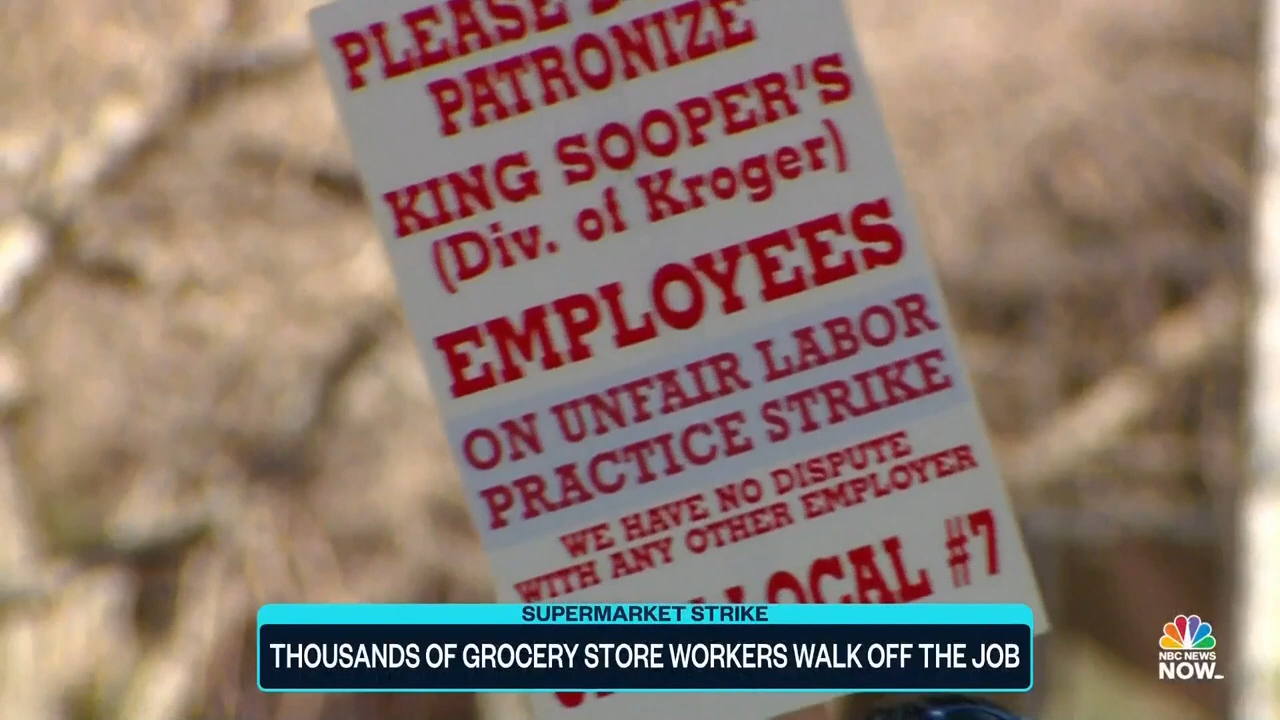 PLEASE
PATRONIZE
KING SOOPER'S
(Div. of Kroger)
EMPLOYEES
ON UNFAIR LABOR
PRACTICE STRIKE
WE HAVE NO DISPUTE
WITH ANY OTHER EMPLOYER
LOCAL #7
SUPERMARKET STRIKE
THOUSANDS OF GROCERY STORE WORKERS WALK OFF THE JOB
NBC NEWS
NOW